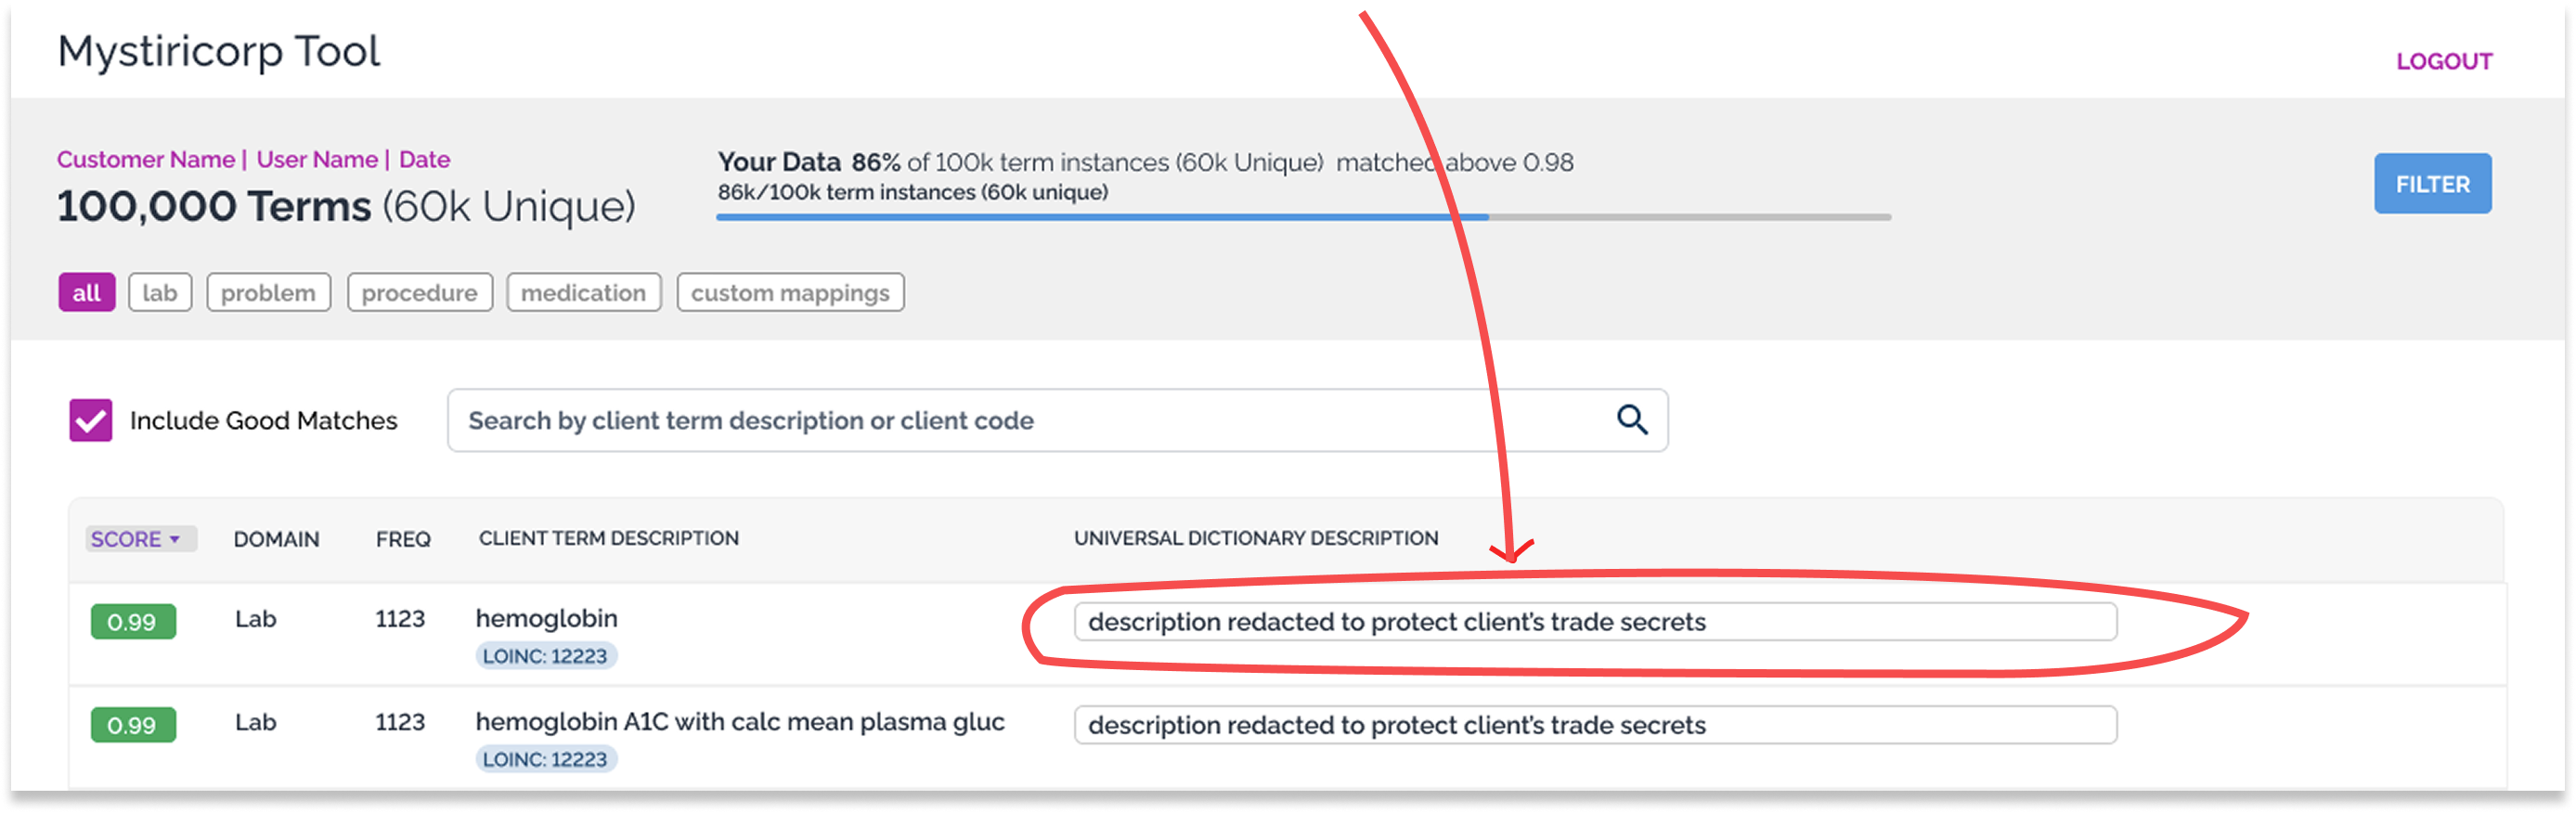 Mystiricorp Tool
LOGOUT
Customer Name | User Name | Date
100,000 Terms (60k Unique)
Your Data 86% of 100k term instances (60k Unique) matched above 0.98
86k/100k term instances (60k unique)
FILTER
all lab problem procedure medication custom mappings
Include Good Matches
Search by client term description or client code
SCORE DOMAIN FREQ CLIENT TERM DESCRIPTION UNIVERSAL DICTIONARY DESCRIPTION
0.99 Lab 1123 hemoglobin description redacted to protect client's trade secrets
LOINC: 12223
0.99 Lab 1123 hemoglobin A1C with calc mean plasma gluc description redacted to protect client's trade secrets
LOINC: 12223